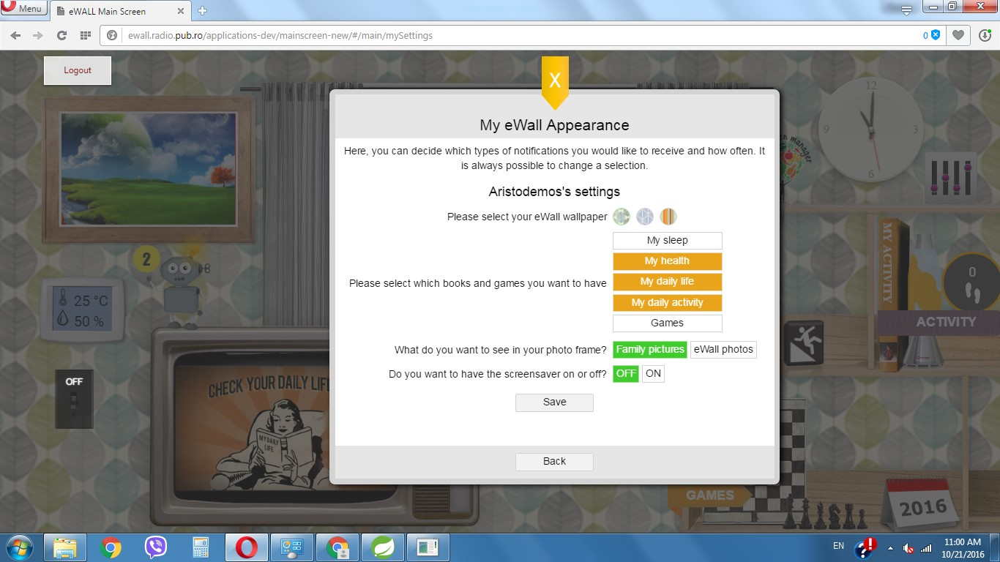 Menu
eWALL Main Screen
ewall.radio.pub.ro/applications-dev/mainscreen-new/#/main/mySettings
0
Logout
X
My eWall Appearance
Here, you can decide which types of notifications you would like to receive and how often. It
is always possible to change a selection.
Aristodemos's settings
Please select your eWall wallpaper
Please select which books and games you want to have
My sleep
My health
My daily life
My daily activity
Games
What do you want to see in your photo frame?
Family pictures
eWall photos
Do you want to have the screensaver on or off?
OFF
ON
Save
Back
12
3
6
9
manager
2
25 °C
50 %
OFF
CHECK YOUR DAILY LIFE
MY DAILY
LIFE
MY ACTIVITY
0
ACTIVITY
GAMES
2016
EN
11:00 AM
10/21/2016